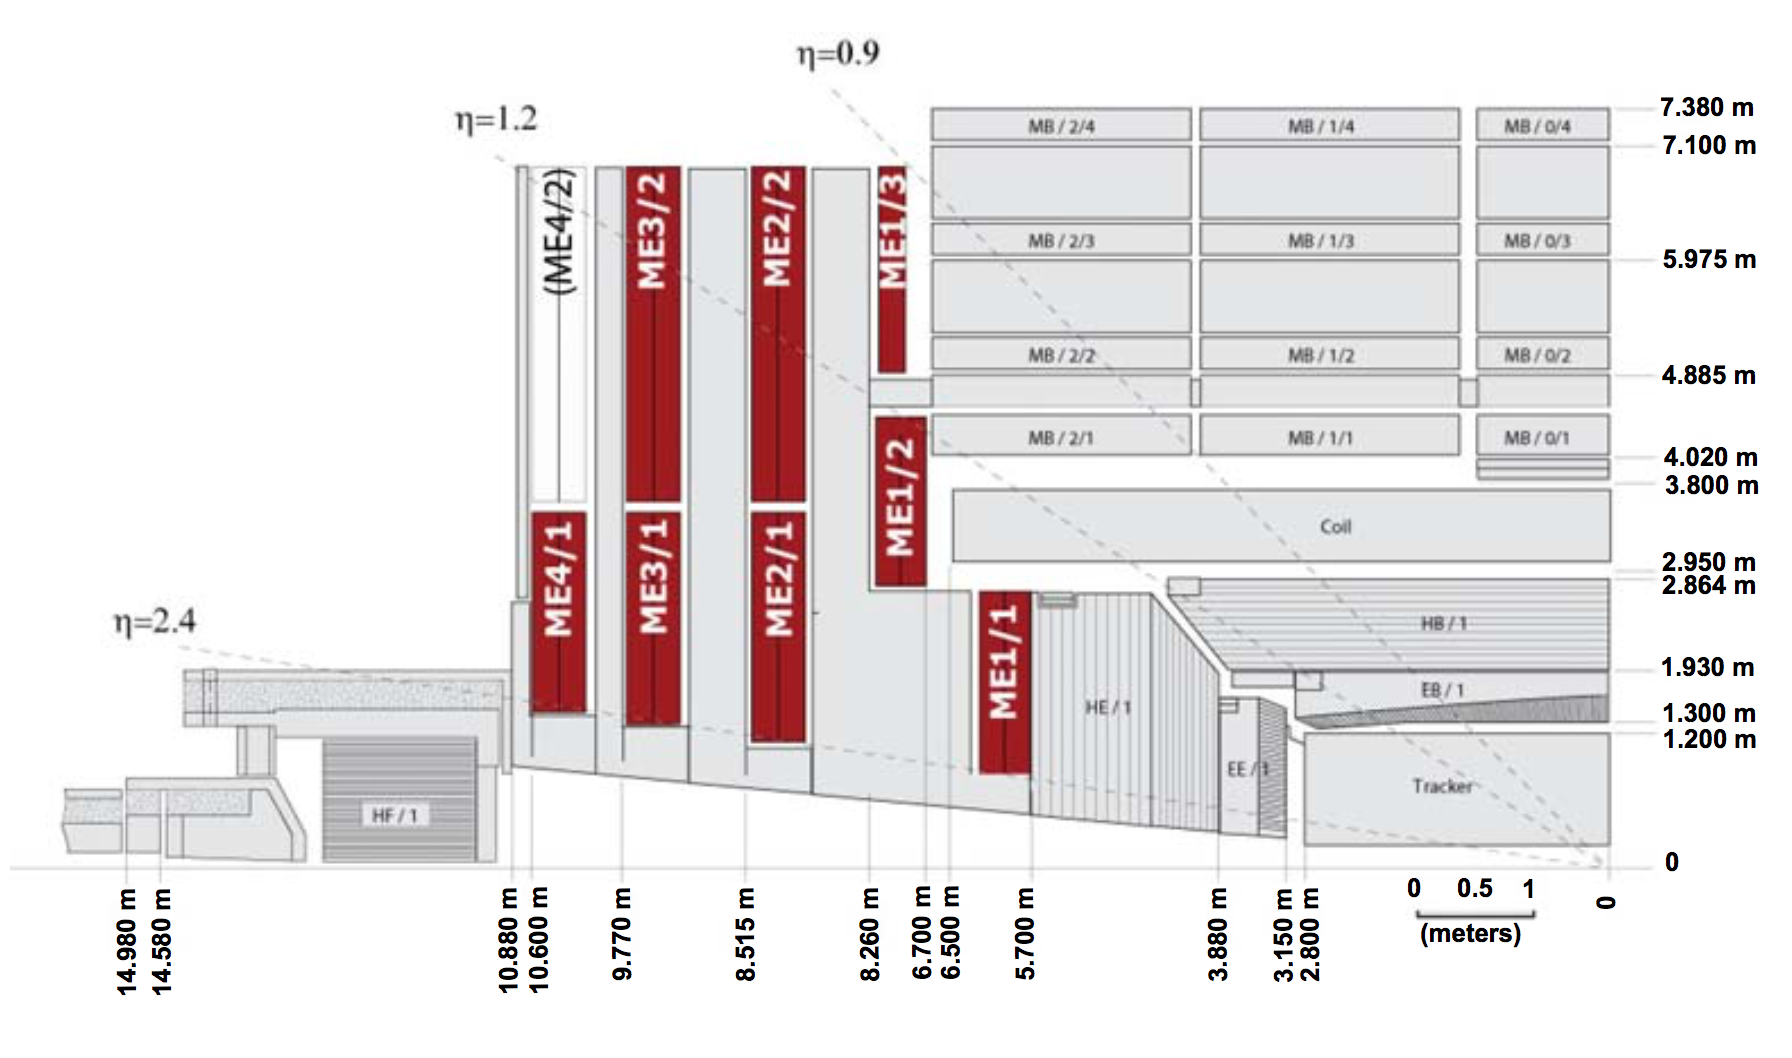 η=0.9
η=1.2
η=2.4
7.380 m
7.100 m
5.975 m
4.885 m
4.020 m
3.800 m
2.950 m
2.864 m
1.930 m
1.300 m
1.200 m
0
MB / 2/4
MB / 1/4
MB / 0/4
MB / 2/3
MB / 1/3
MB / 0/3
MB / 2/2
MB / 1/2
MB / 0/2
MB / 2/1
MB / 1/1
MB / 0/1
(ME4/2)
ME3/2
ME2/2
ME1/3
ME1/2
ME4/1
ME3/1
ME2/1
ME1/1
Coil
HB / 1
EB / 1
HE / 1
EE / 1
Tracker
HF / 1
14.980 m
14.580 m
10.880 m
10.600 m
9.770 m
8.515 m
8.260 m
6.700 m
6.500 m
5.700 m
3.880 m
3.150 m
2.800 m
0
0 0.5 1
(meters)